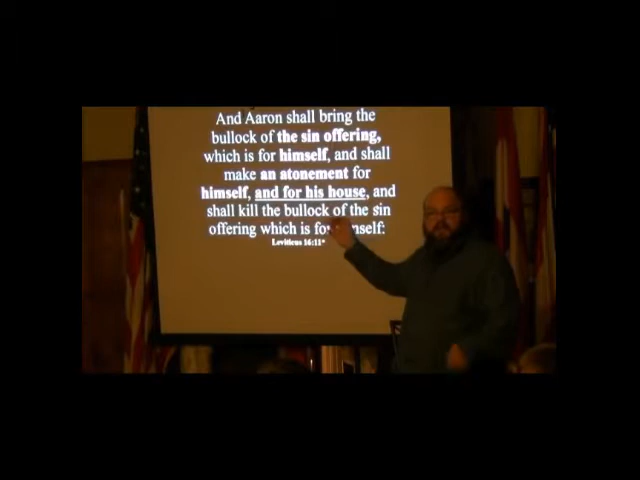 And Aaron shall bring the
bullock of the sin offering,
which is for himself, and shall
make an atonement for
himself, and for his house, and
shall kill the bullock of the sin
offering which is for
Leviticus 16:11*